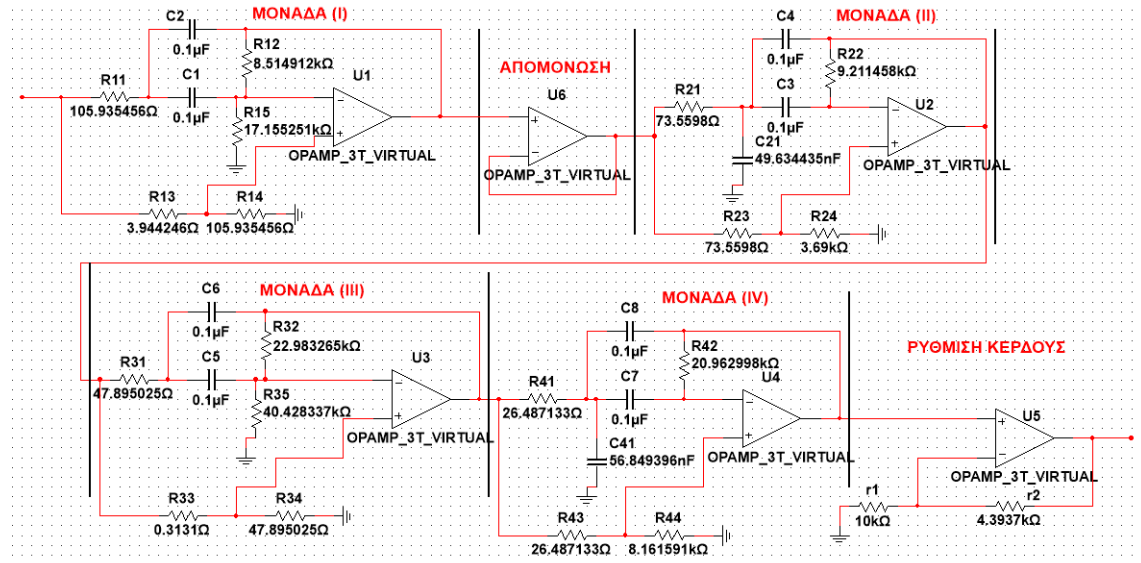 ΜΟΝΑΔΑ (I)
C2
0.1µF
R12
8.514912kΩ
R11
105.935456Ω
C1
0.1µF
R15
17.155251kΩ
U1
OPAMP_3T_VIRTUAL
R13
3.944246Ω
R14
105.935456Ω
ΑΠΟΜΟΝΩΣΗ
U6
OPAMP_3T_VIRTUAL
ΜΟΝΑΔΑ (II)
C4
0.1µF
R22
9.211458kΩ
R21
73.5598Ω
C3
0.1µF
U2
C21
49.634435nF
OPAMP_3T_VIRTUAL
R23
73.5598Ω
R24
3.69kΩ
ΜΟΝΑΔΑ (III)
C6
0.1µF
R32
22.983265kΩ
R31
47.895025Ω
C5
0.1µF
R35
40.428337kΩ
U3
OPAMP_3T_VIRTUAL
R33
0.3131Ω
R34
47.895025Ω
ΜΟΝΑΔΑ (IV)
C8
0.1µF
R42
20.962998kΩ
R41
26.487133Ω
C7
0.1µF
U4
C41
56.849396nF
OPAMP_3T_VIRTUAL
R43
26.487133Ω
R44
8.161591kΩ
ΡΥΘΜΙΣΗ ΚΕΡΔΟΥΣ
U5
OPAMP_3T_VIRTUAL
r1
10kΩ
r2
4.3937kΩ